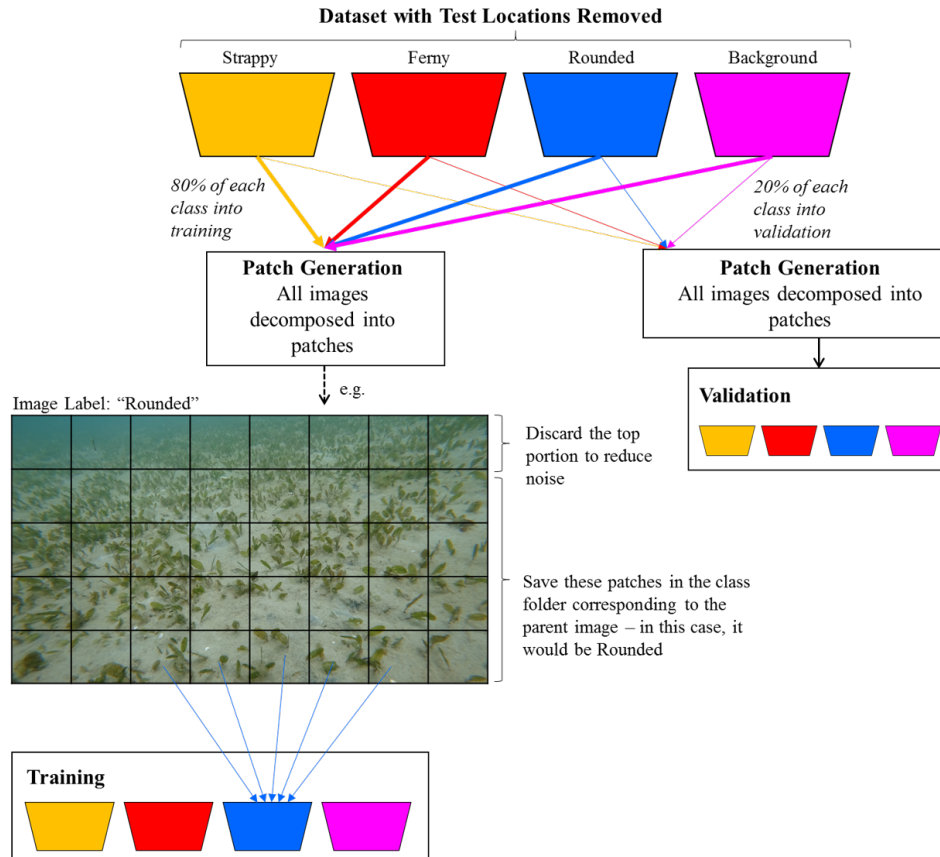 Dataset with Test Locations Removed
Strappy
Ferny
Rounded
Background
80% of each
class into
training
20% of each
class into
validation
Patch Generation
All images
decomposed into
patches
Patch Generation
All images decomposed into
patches
e.g.
Image Label: “Rounded”
Discard the top
portion to reduce
noise
Validation
Save these patches in the class
folder corresponding to the
parent image – in this case, it
would be Rounded
Training